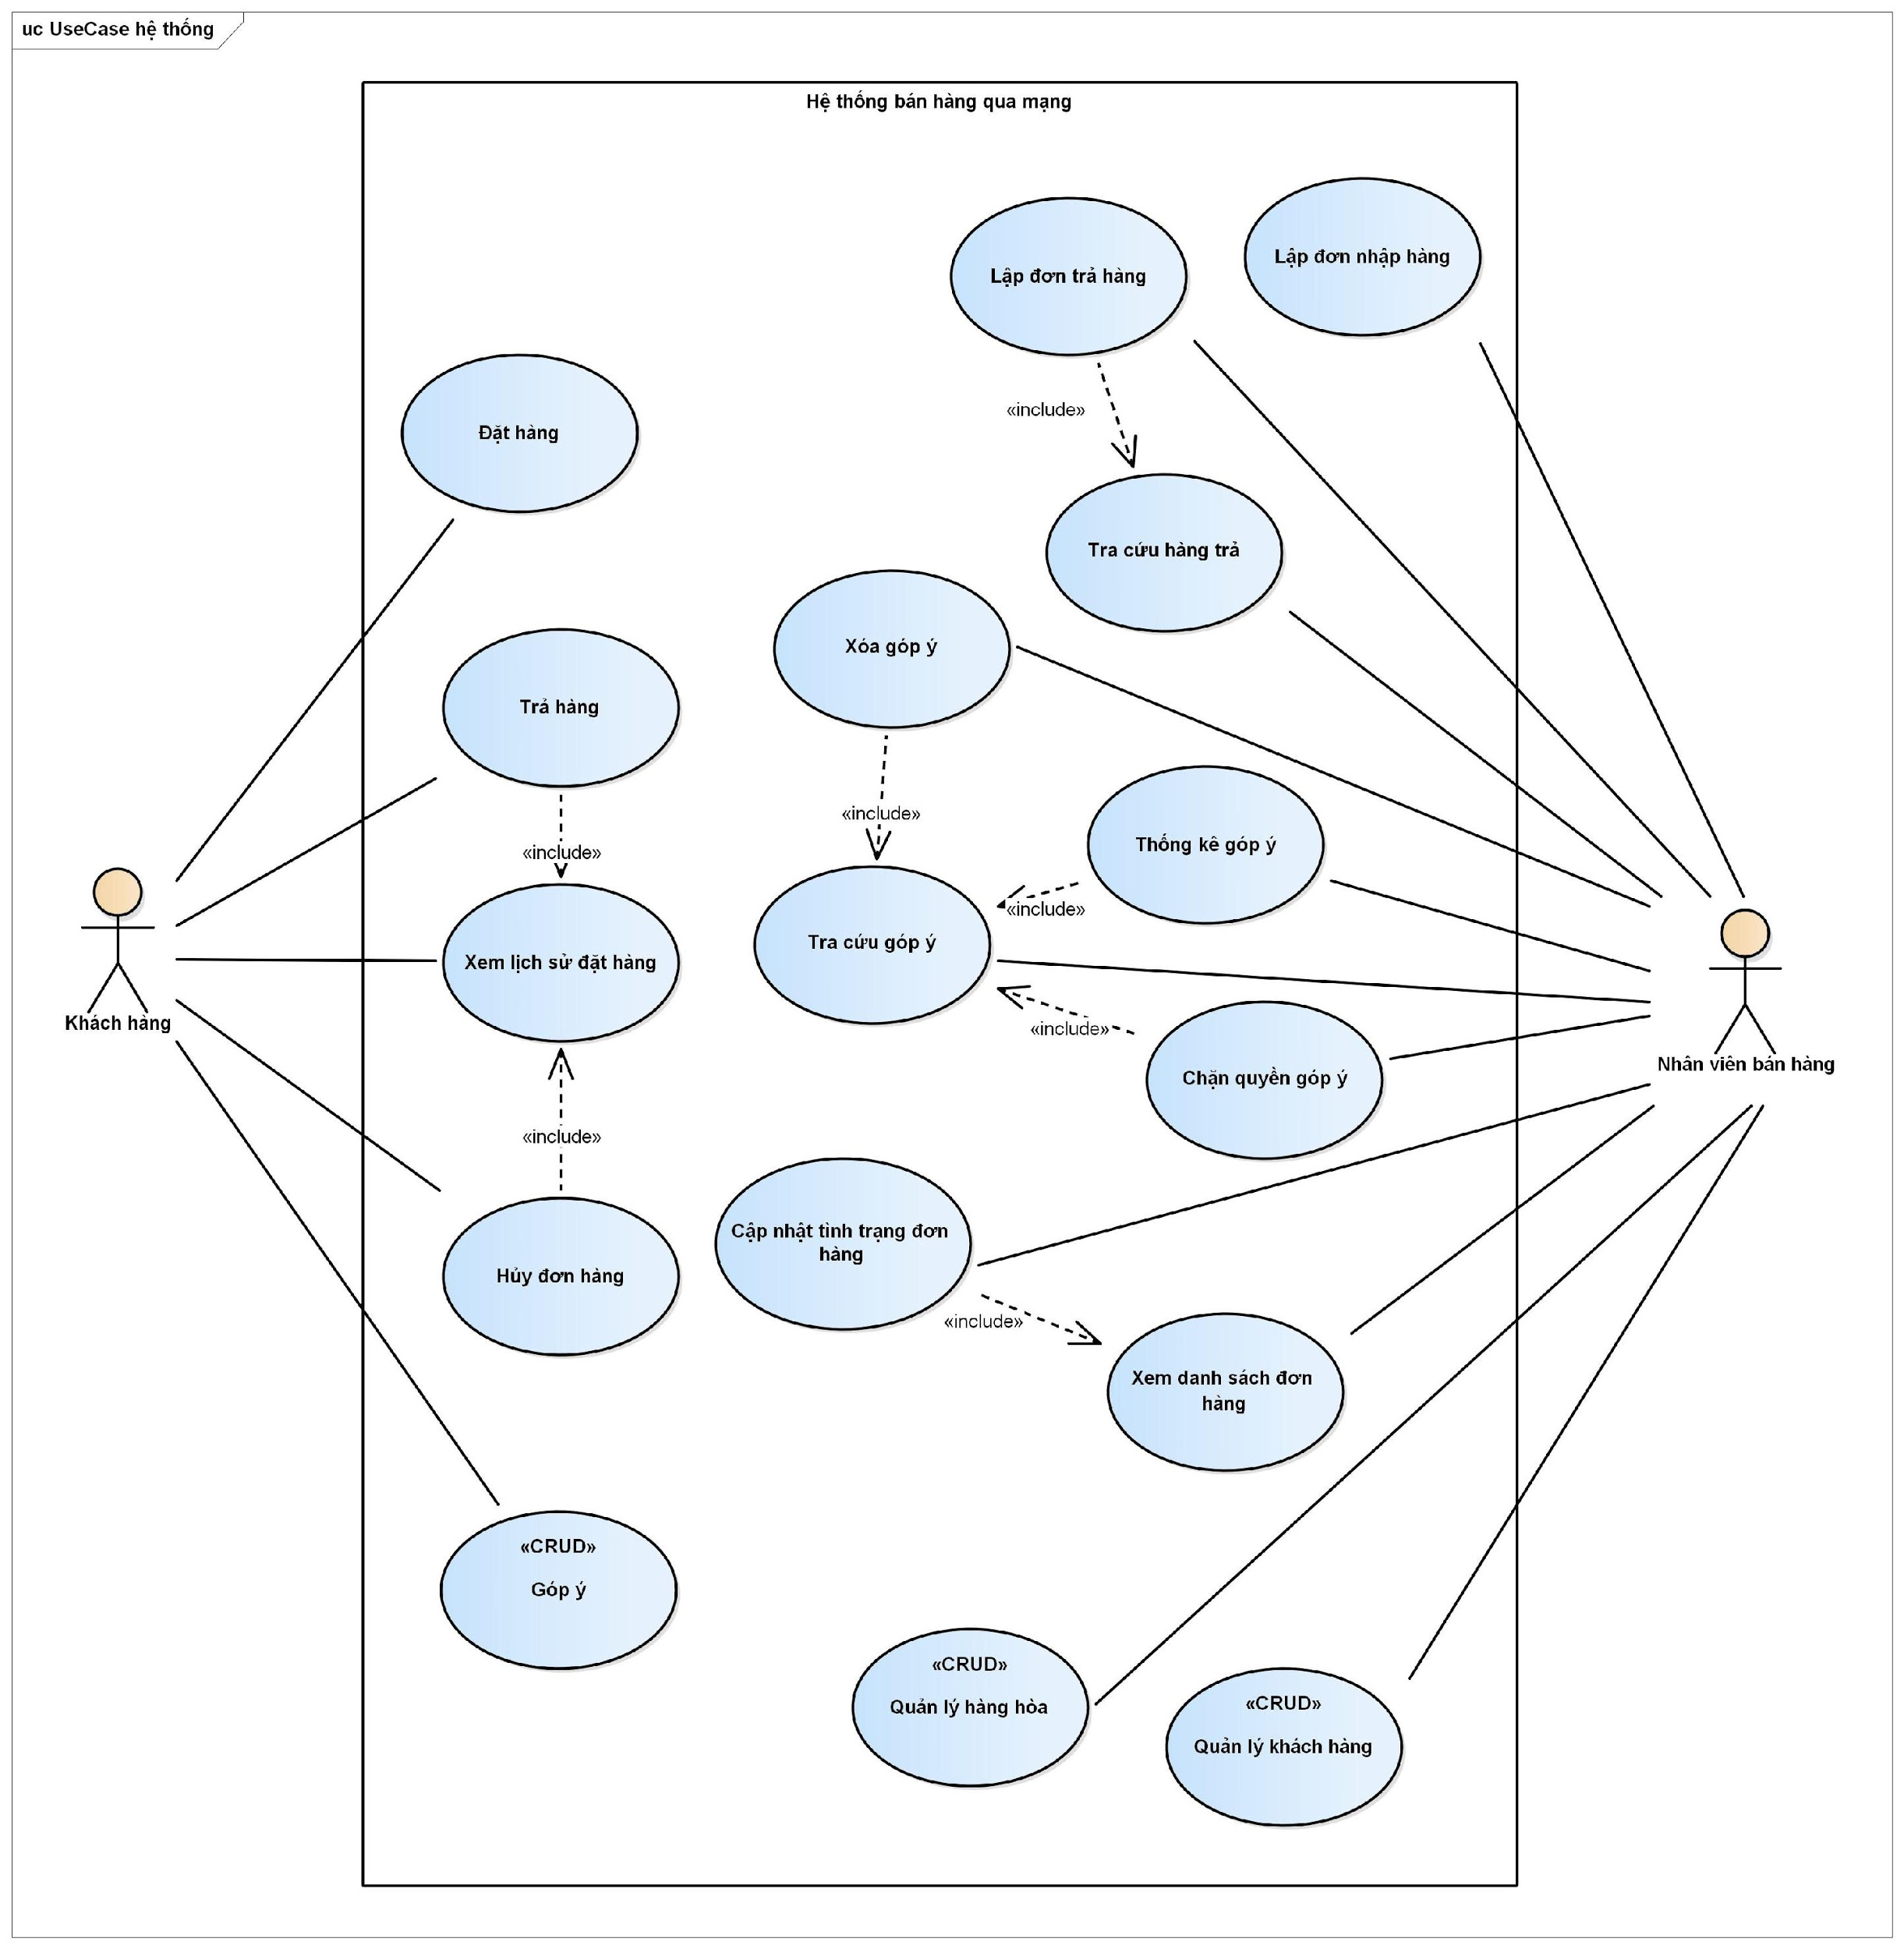 uc UseCase hệ thống
Hệ thống bán hàng qua mạng
Lập đơn nhập hàng
Lập đơn trả hàng
«include»
Đặt hàng
Tra cứu hàng trả
Xóa góp ý
Trả hàng
«include»
Thống kê góp ý
«include»
«include»
Tra cứu góp ý
Xem lịch sử đặt hàng
Khách hàng
«include»
Nhân viên bán hàng
Chặn quyền góp ý
«include»
Cập nhật tình trạng đơn
hàng
Hủy đơn hàng
«include»
Xem danh sách đơn
hàng
«CRUD»
Góp ý
«CRUD»
Quản lý hàng hòa
«CRUD»
Quản lý khách hàng